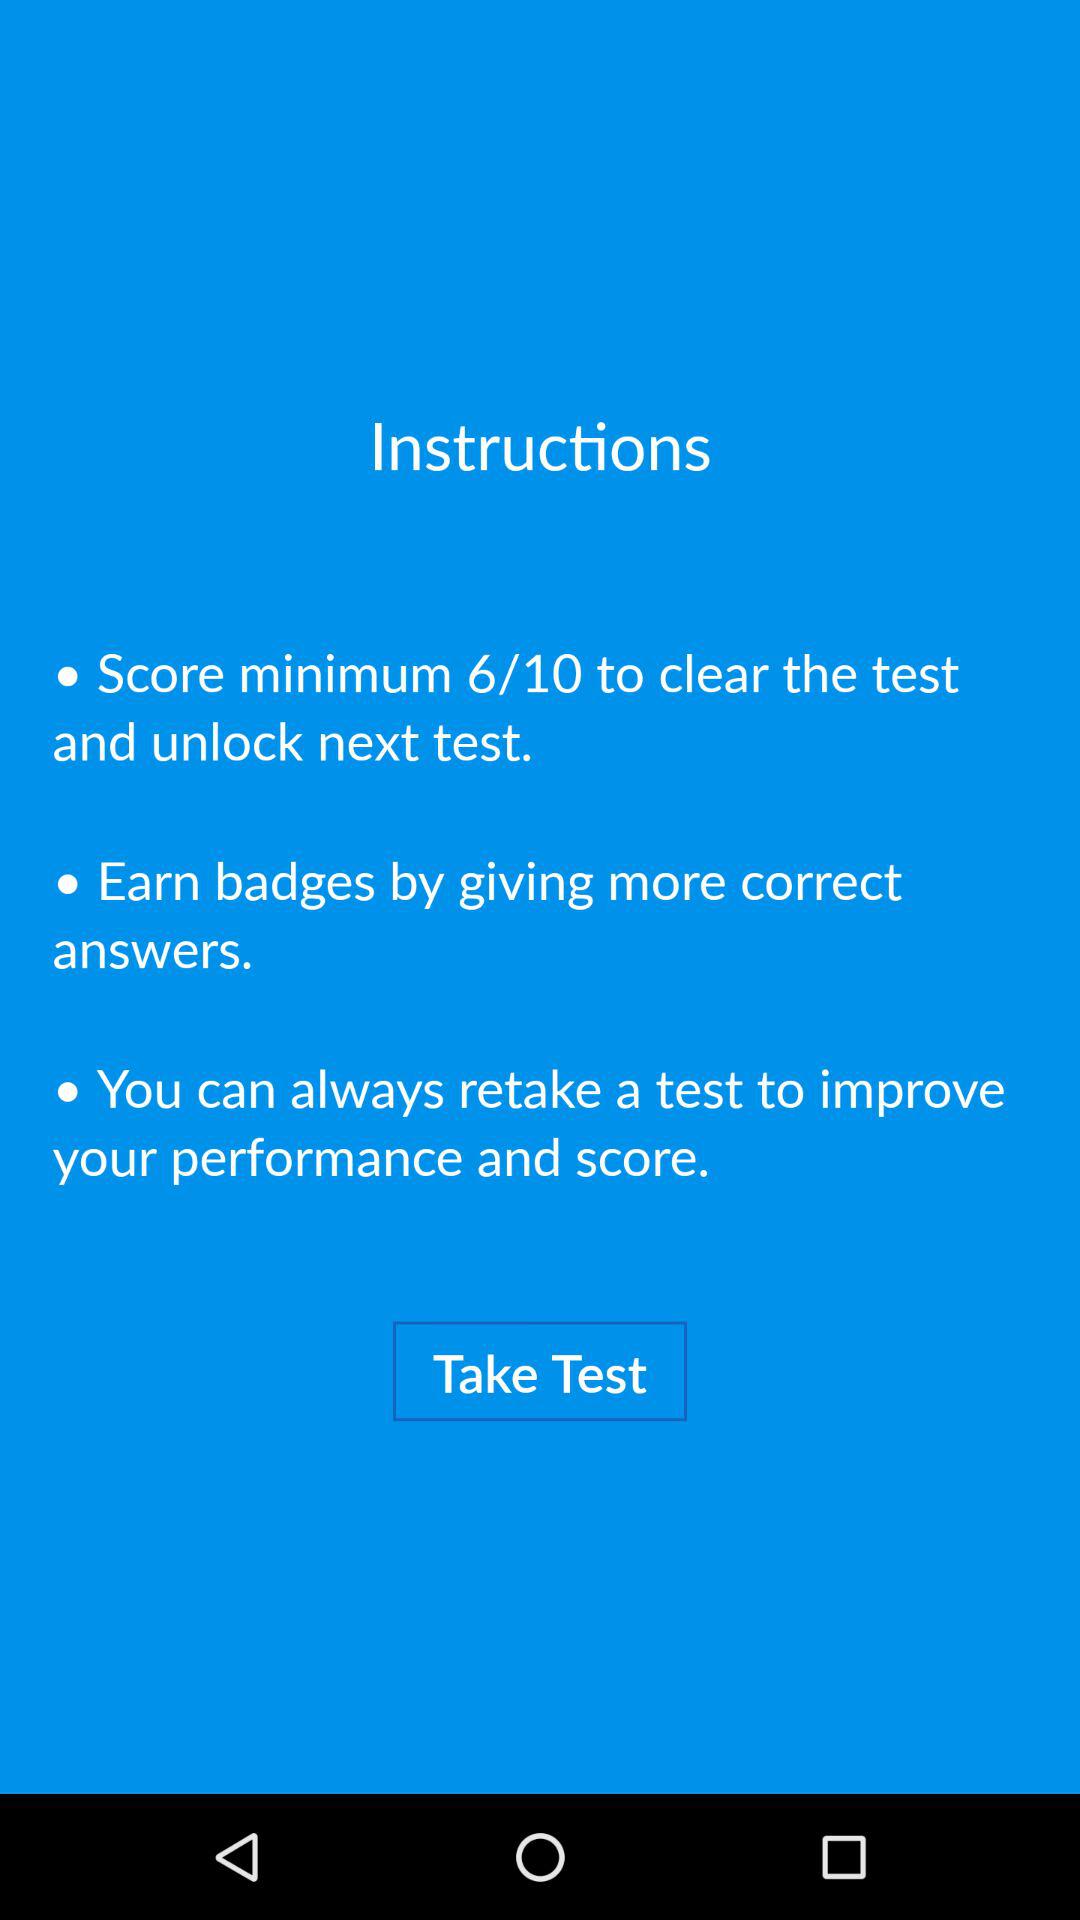 Instructions
• Score minimum 6/10 to clear the test
and unlock next test.
• Earn badges by giving more correct
answers.
• You can always retake a test to improve
your performance and score.
Take Test